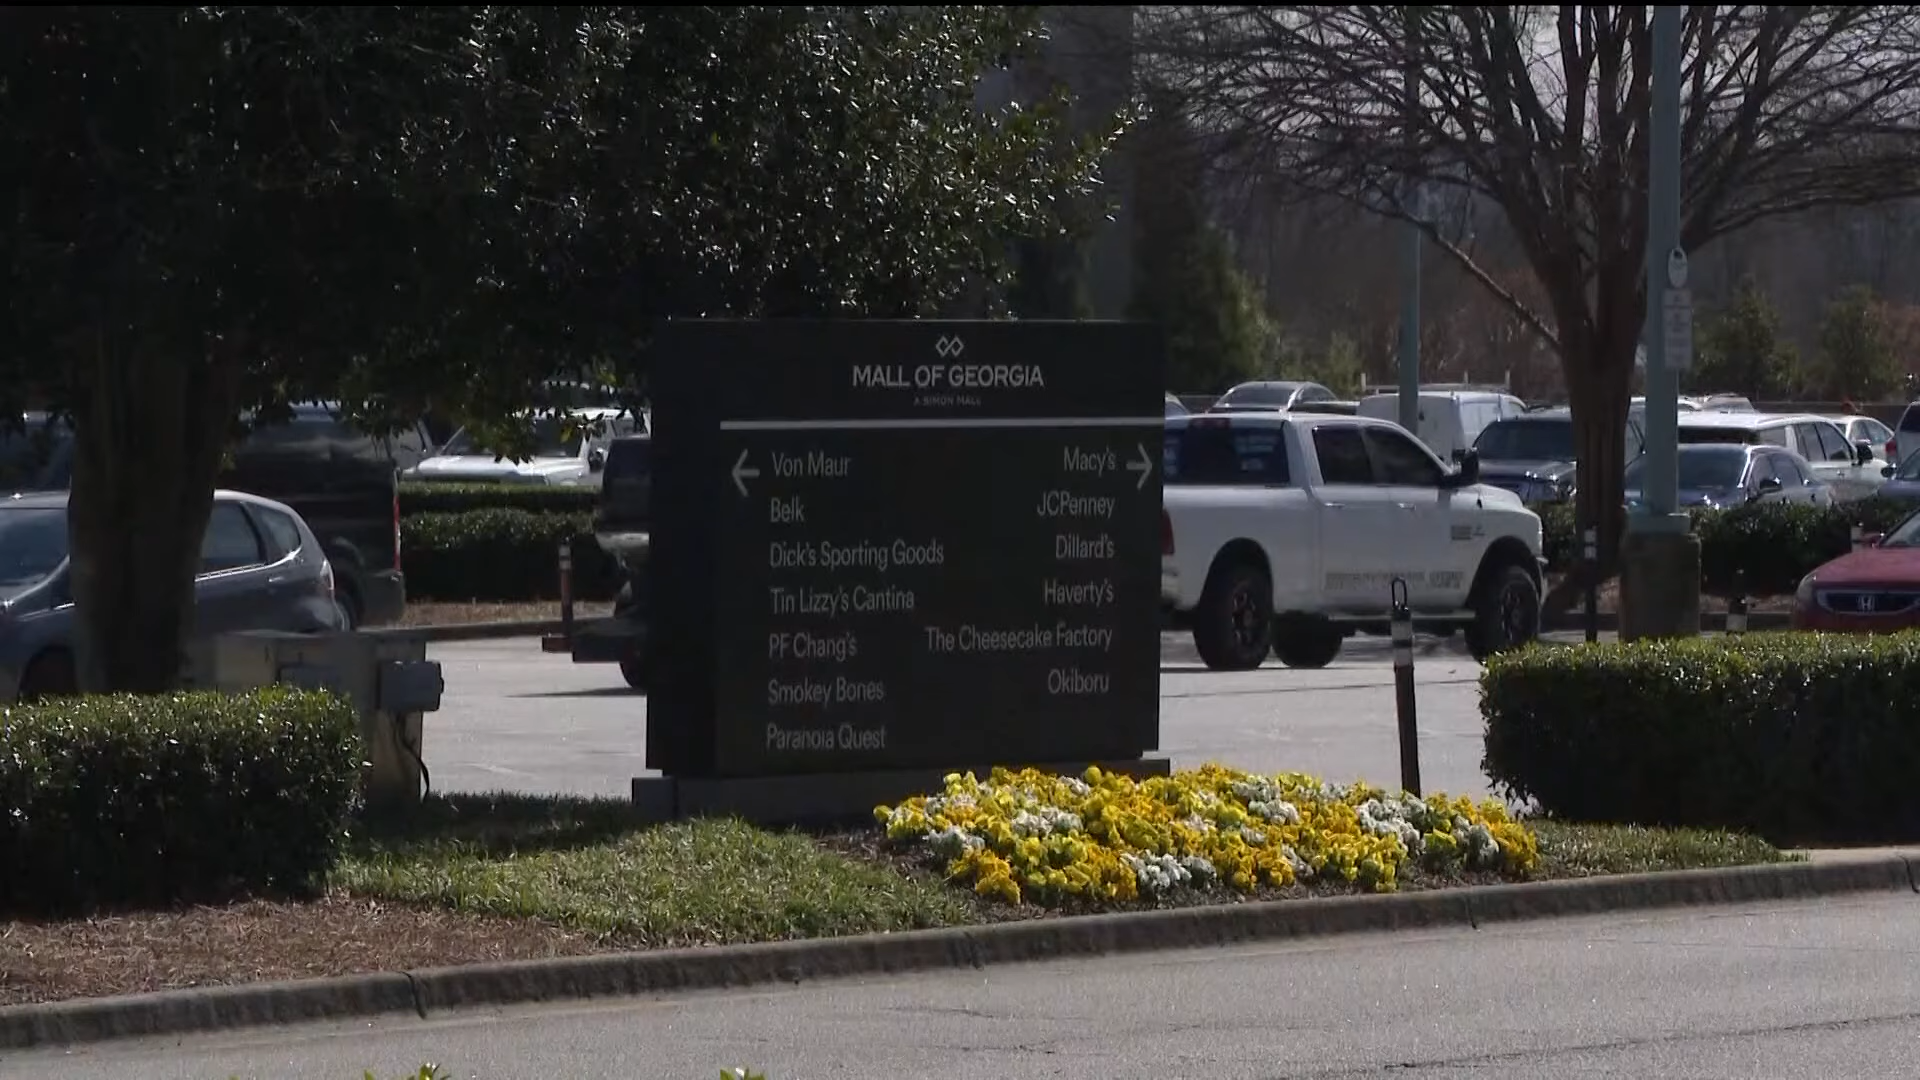 MALL OF GEORGIA
A SIMON MALL
← Von Maur
Belk
Dick's Sporting Goods
Tin Lizzy's Cantina
PF Chang's
Smokey Bones
Paranoia Quest
Macy's →
JCPenney
Dillard's
Haverty's
The Cheesecake Factory
Okiboru